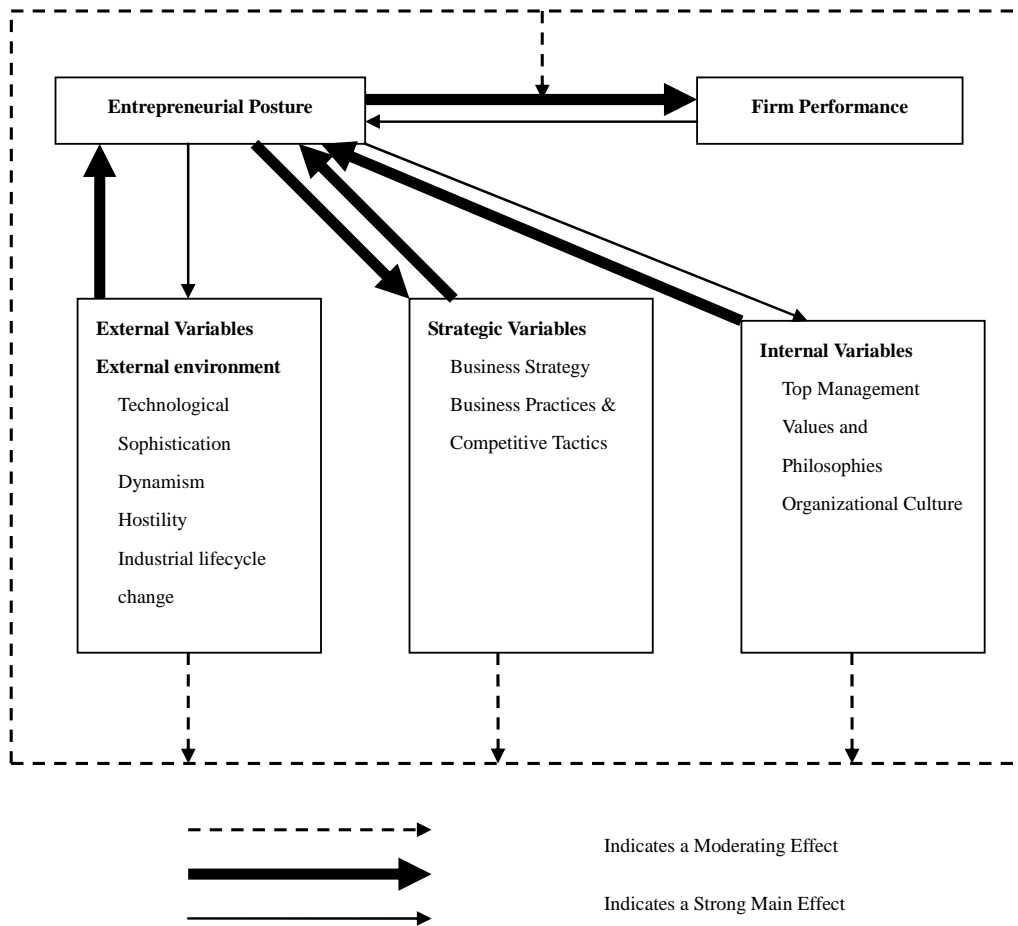 Entrepreneurial Posture
Firm Performance
External Variables
External environment
Technological
Sophistication
Dynamism
Hostility
Industrial lifecycle
change
Strategic Variables
Business Strategy
Business Practices &
Competitive Tactics
Internal Variables
Top Management
Values and
Philosophies
Organizational Culture
Indicates a Moderating Effect
Indicates a Strong Main Effect